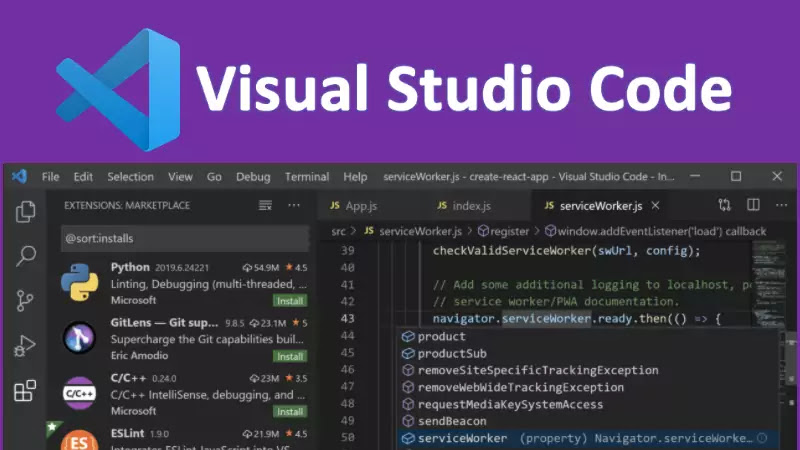 Visual Studio Code
File Edit Selection View Go Debug Terminal Help serviceWorker.js - create-react-app - Visual Studio Code - In...
EXTENSIONS: MARKETPLACE
@sort:installs
Python 2019.6.24221 54.9M 4.5
Linting, Debugging (multi-threaded, ...
Microsoft Install
GitLens — Git sup... 9.8.5 23.1M 5
Supercharge the Git capabilities buil...
Eric Amodio Install
C/C++ 0.24.0 23M 3.5
C/C++ IntelliSense, debugging, and ...
Microsoft Install
ESLint 1.9.0 21.9M 4.5
Integrates ESLint JavaScript into VS
C/C++
ES
JS App.js JS index.js JS serviceWorker.js
src > JS serviceWorker.js > register > window.addEventListener('load') callback
39 checkValidServiceWorker(swUrl, config);
40
41 // Add some additional logging to localhost, po
42 // service worker/PWA documentation.
43 navigator.serviceWorker.ready.then(() => {
44 product
45 productSub
46 removeSiteSpecificTrackingException
47 removeWebWideTrackingException
48 requestMediaKeySystemAccess
49 sendBeacon
50 serviceWorker (property) Navigator.serviceWorke...